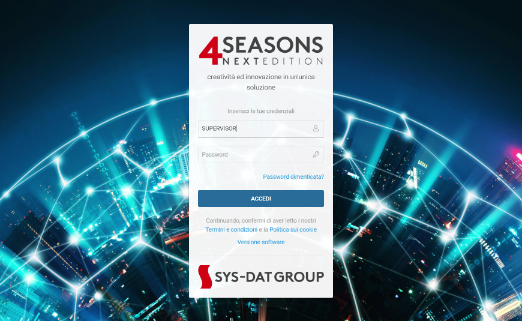 4SEASONS
NEXTEDITION
creatività ed innovazione in un'unica
soluzione
Inserisci le tue credenziali
SUPERVISOR
Password
Password dimenticata?
ACCEDI
Continuando, confermi di aver letto i nostri
Termini e condizioni e la Politica sui cookie
Versione software
SYS-DAT GROUP